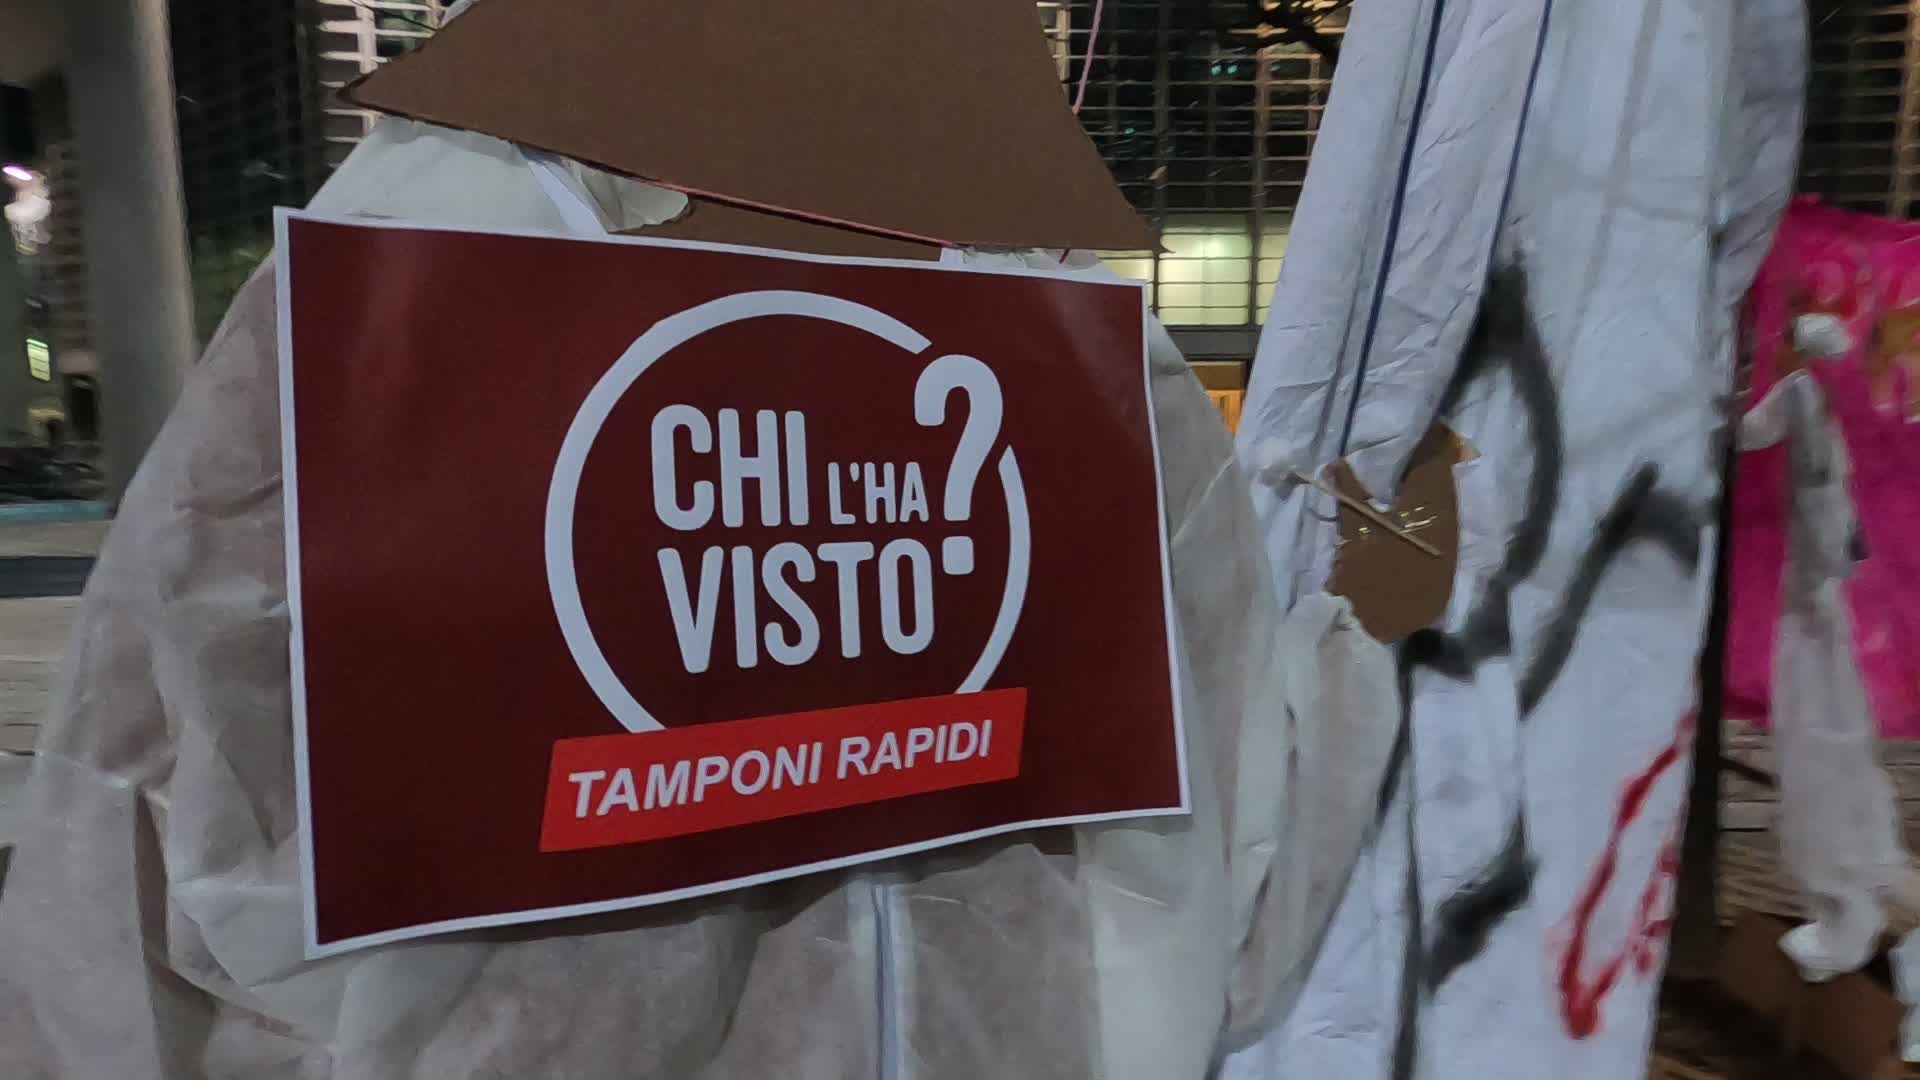 CHI L'HA
VISTO?
TAMPONI RAPIDI